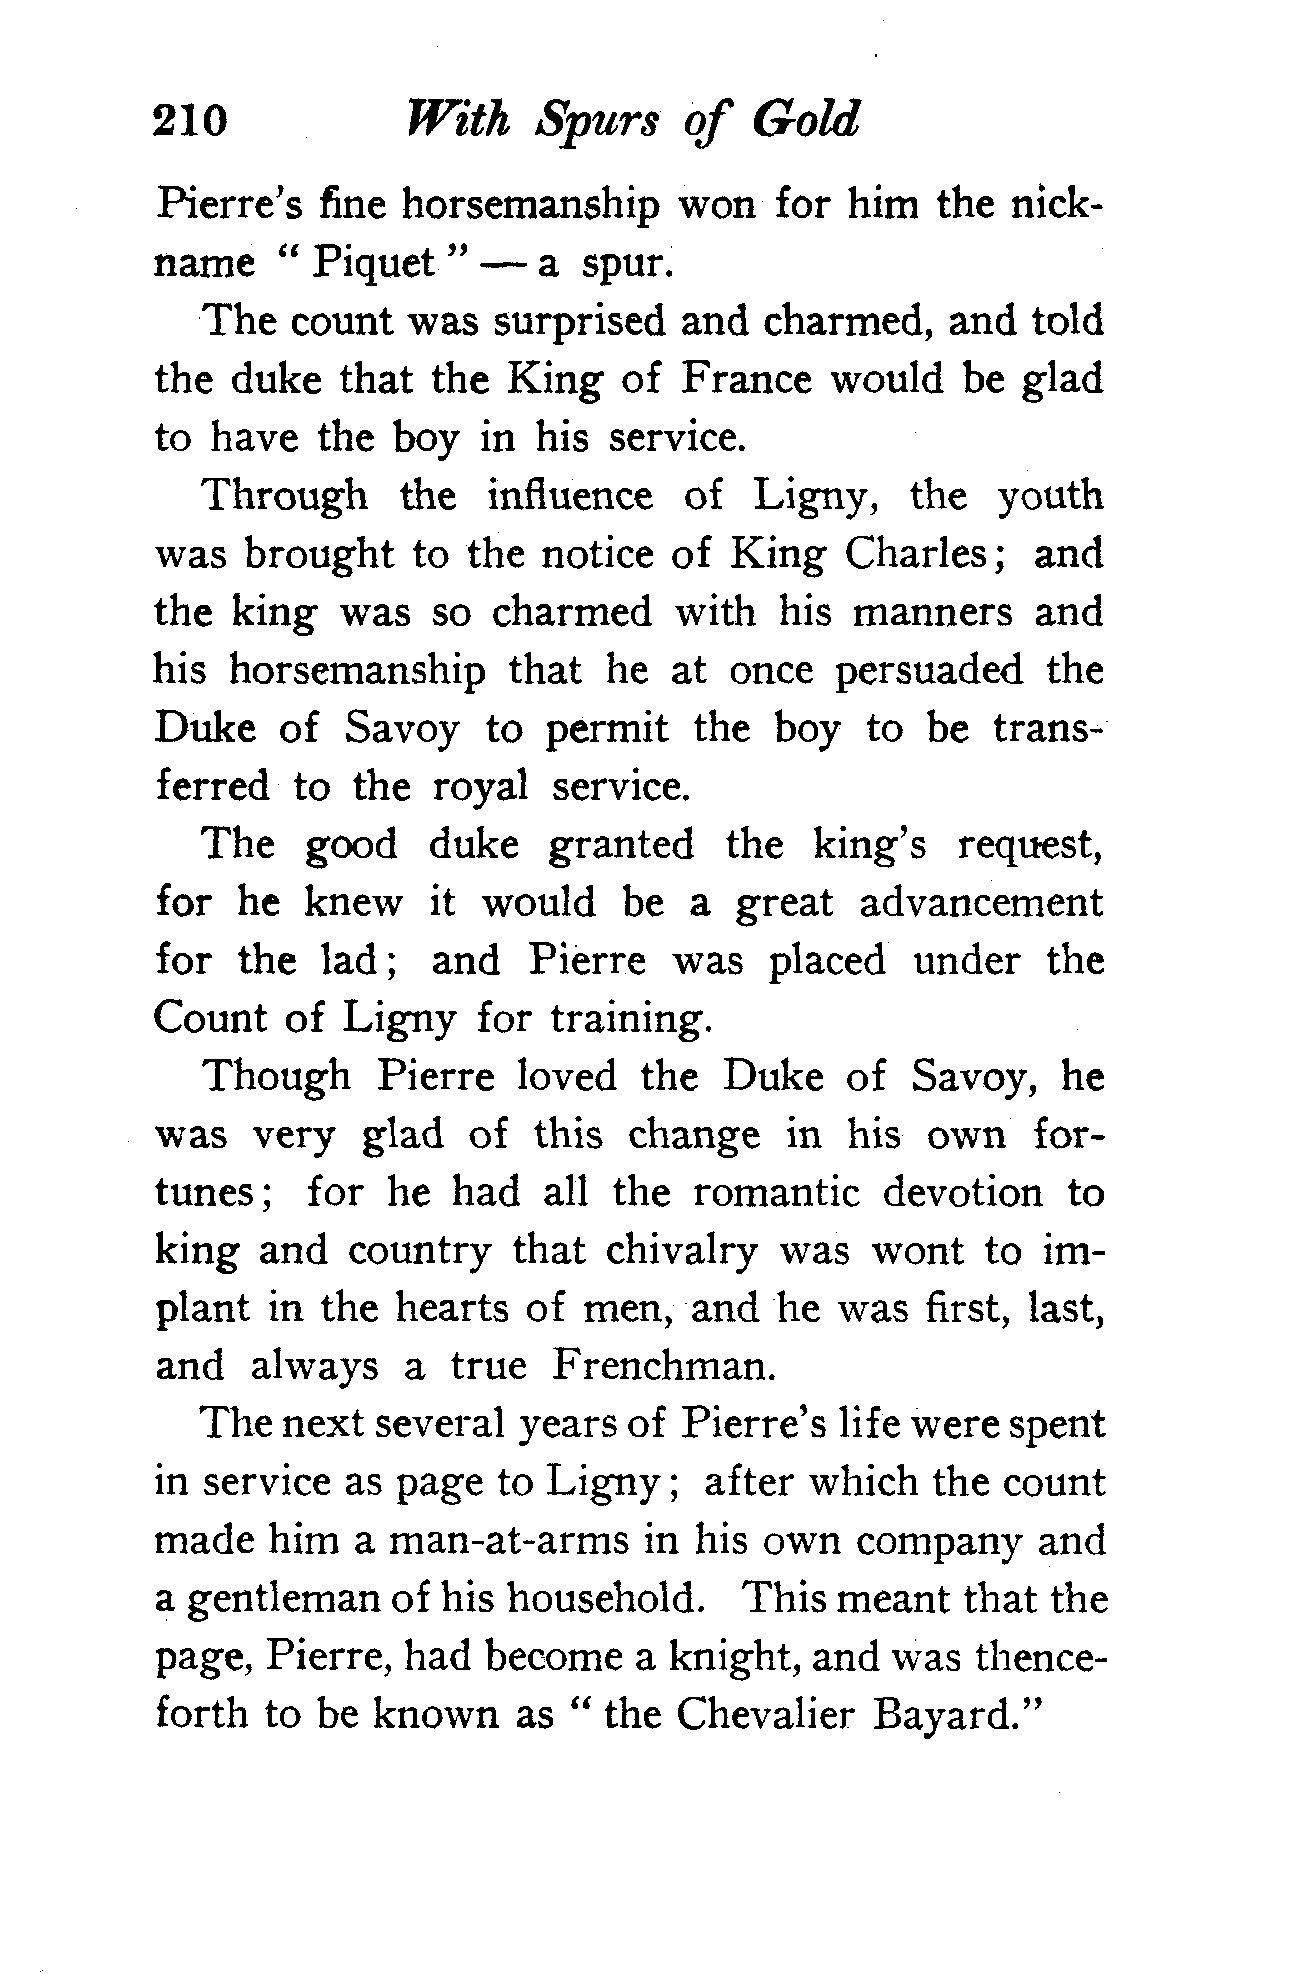 210 With Spurs of Gold
Pierre's fine horsemanship won for him the nick-
name " Piquet " — a spur.
The count was surprised and charmed, and told
the duke that the King of France would be glad
to have the boy in his service.
Through the influence of Ligny, the youth
was brought to the notice of King Charles; and
the king was so charmed with his manners and
his horsemanship that he at once persuaded the
Duke of Savoy to permit the boy to be trans-
ferred to the royal service.
The good duke granted the king's request,
for he knew it would be a great advancement
for the lad; and Pierre was placed under the
Count of Ligny for training.
Though Pierre loved the Duke of Savoy, he
was very glad of this change in his own for-
tunes; for he had all the romantic devotion to
king and country that chivalry was wont to im-
plant in the hearts of men, and he was first, last,
and always a true Frenchman.
The next several years of Pierre's life were spent
in service as page to Ligny; after which the count
made him a man-at-arms in his own company and
a gentleman of his household. This meant that the
page, Pierre, had become a knight, and was thence-
forth to be known as " the Chevalier Bayard."